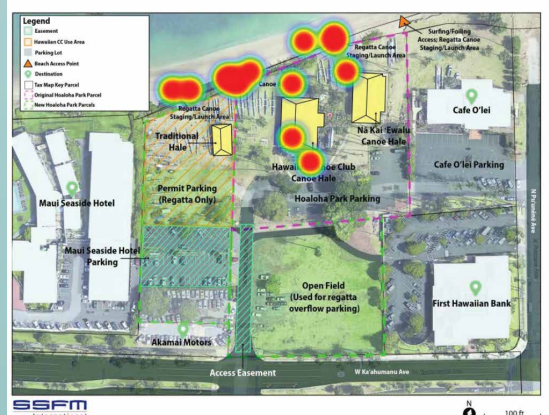 Legend
Easement
Hawaiian CC Use Area
Parking Lot
Beach Access Point
Destination
Tax Map Key Parcel
Original Hoaloha Park Parcel
New Hoaloha Park Parcels
Surfing/Foiling
Access; Regatta Canoe
Staging/Launch Area
Regatta Canoe
Staging/Launch Area
Canoe
Regatta Canoe
Staging/Launch Area
Traditional
Hale
Nā Kai ʻEwalu
Canoe Hale
Canoe Club
Canoe Hale
Cafe O'lei
Cafe O'lei Parking
N Puunene Ave
Maui Seaside Hotel
Permit Parking
(Regatta Only)
Hoaloha Park Parking
Maui Seaside Hotel
Parking
Open Field
(Used for regatta
overflow parking)
First Hawaiian Bank
Akamai Motors
Access Easement
W Ka'ahumanu Ave
SSFM
International
N
100 ft